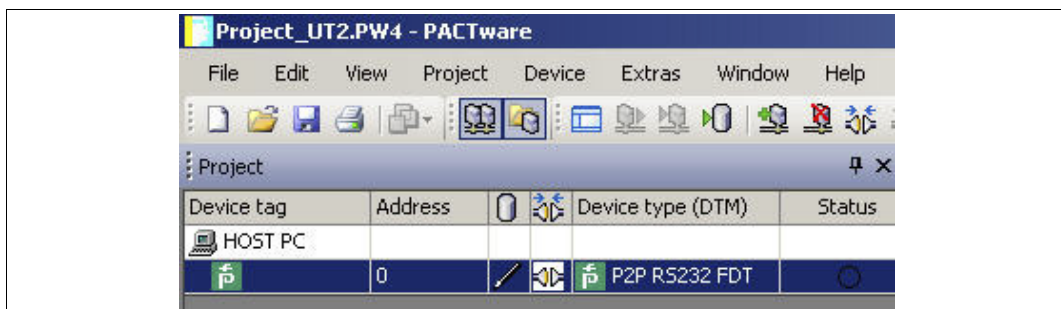 Project_UT2.PW4 - PACTware
File Edit View Project Device Extras Window Help
Project
Device tag Address Device type (DTM) Status
HOST PC
0 P2P RS232 FDT